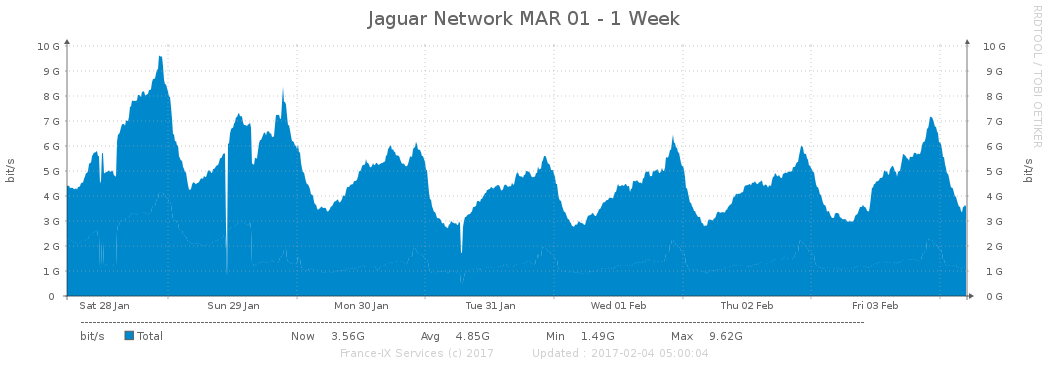 Jaguar Network MAR 01 - 1 Week
RRDTOOL / TOBI OETIKER
bit/s
bit/s
10 G 10 G
9 G 9 G
8 G 8 G
7 G 7 G
6 G 6 G
5 G 5 G
4 G 4 G
3 G 3 G
2 G 2 G
1 G 1 G
0 0 G
Sat 28 Jan Sun 29 Jan Mon 30 Jan Tue 31 Jan Wed 01 Feb Thu 02 Feb Fri 03 Feb
bit/s Total Now 3.56G Avg 4.85G Min 1.49G Max 9.62G
France-IX Services (c) 2017 Updated : 2017-02-04 05:00:04